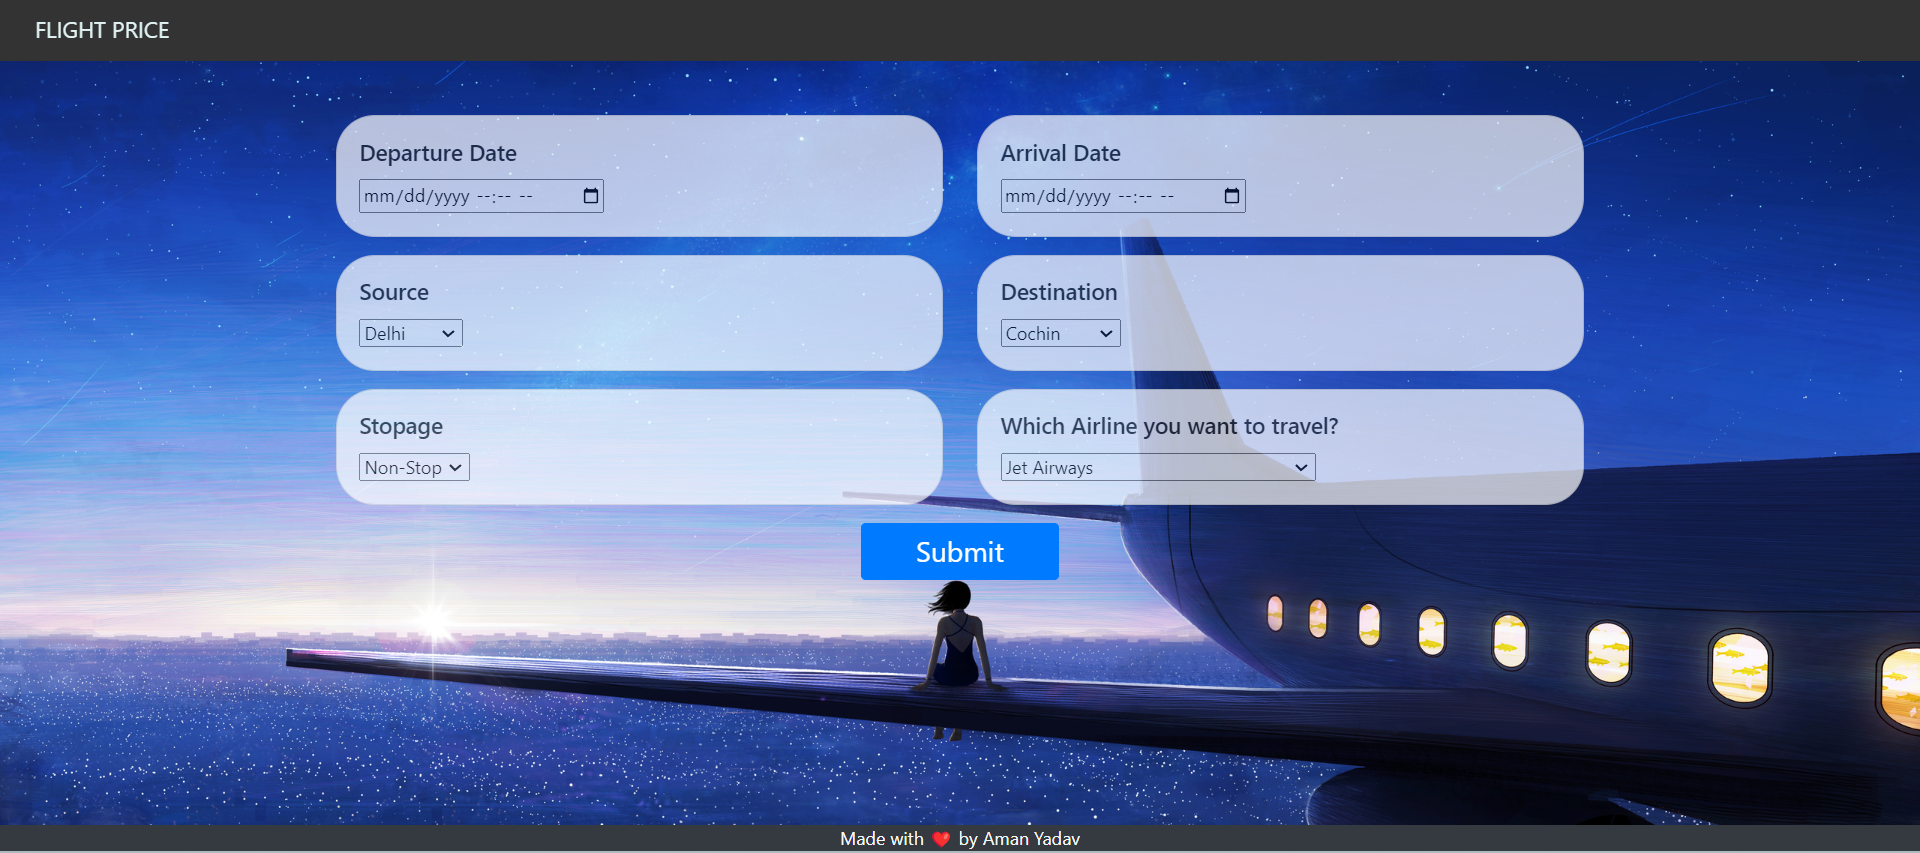 FLIGHT PRICE
Departure Date
mm/dd/yyyy --:-- --
Arrival Date
mm/dd/yyyy --:-- --
Source
Delhi
Destination
Cochin
Stopage
Non-Stop
Which Airline you want to travel?
Jet Airways
Submit
Made with ❤️ by Aman Yadav